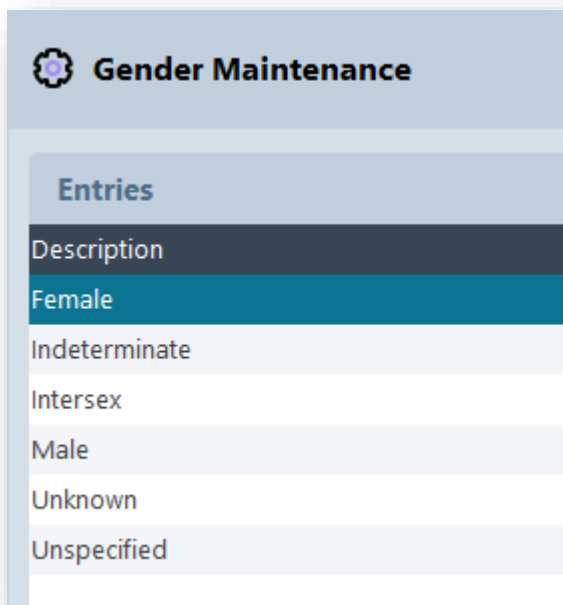 Gender Maintenance
Entries
Description
Female
Indeterminate
Intersex
Male
Unknown
Unspecified